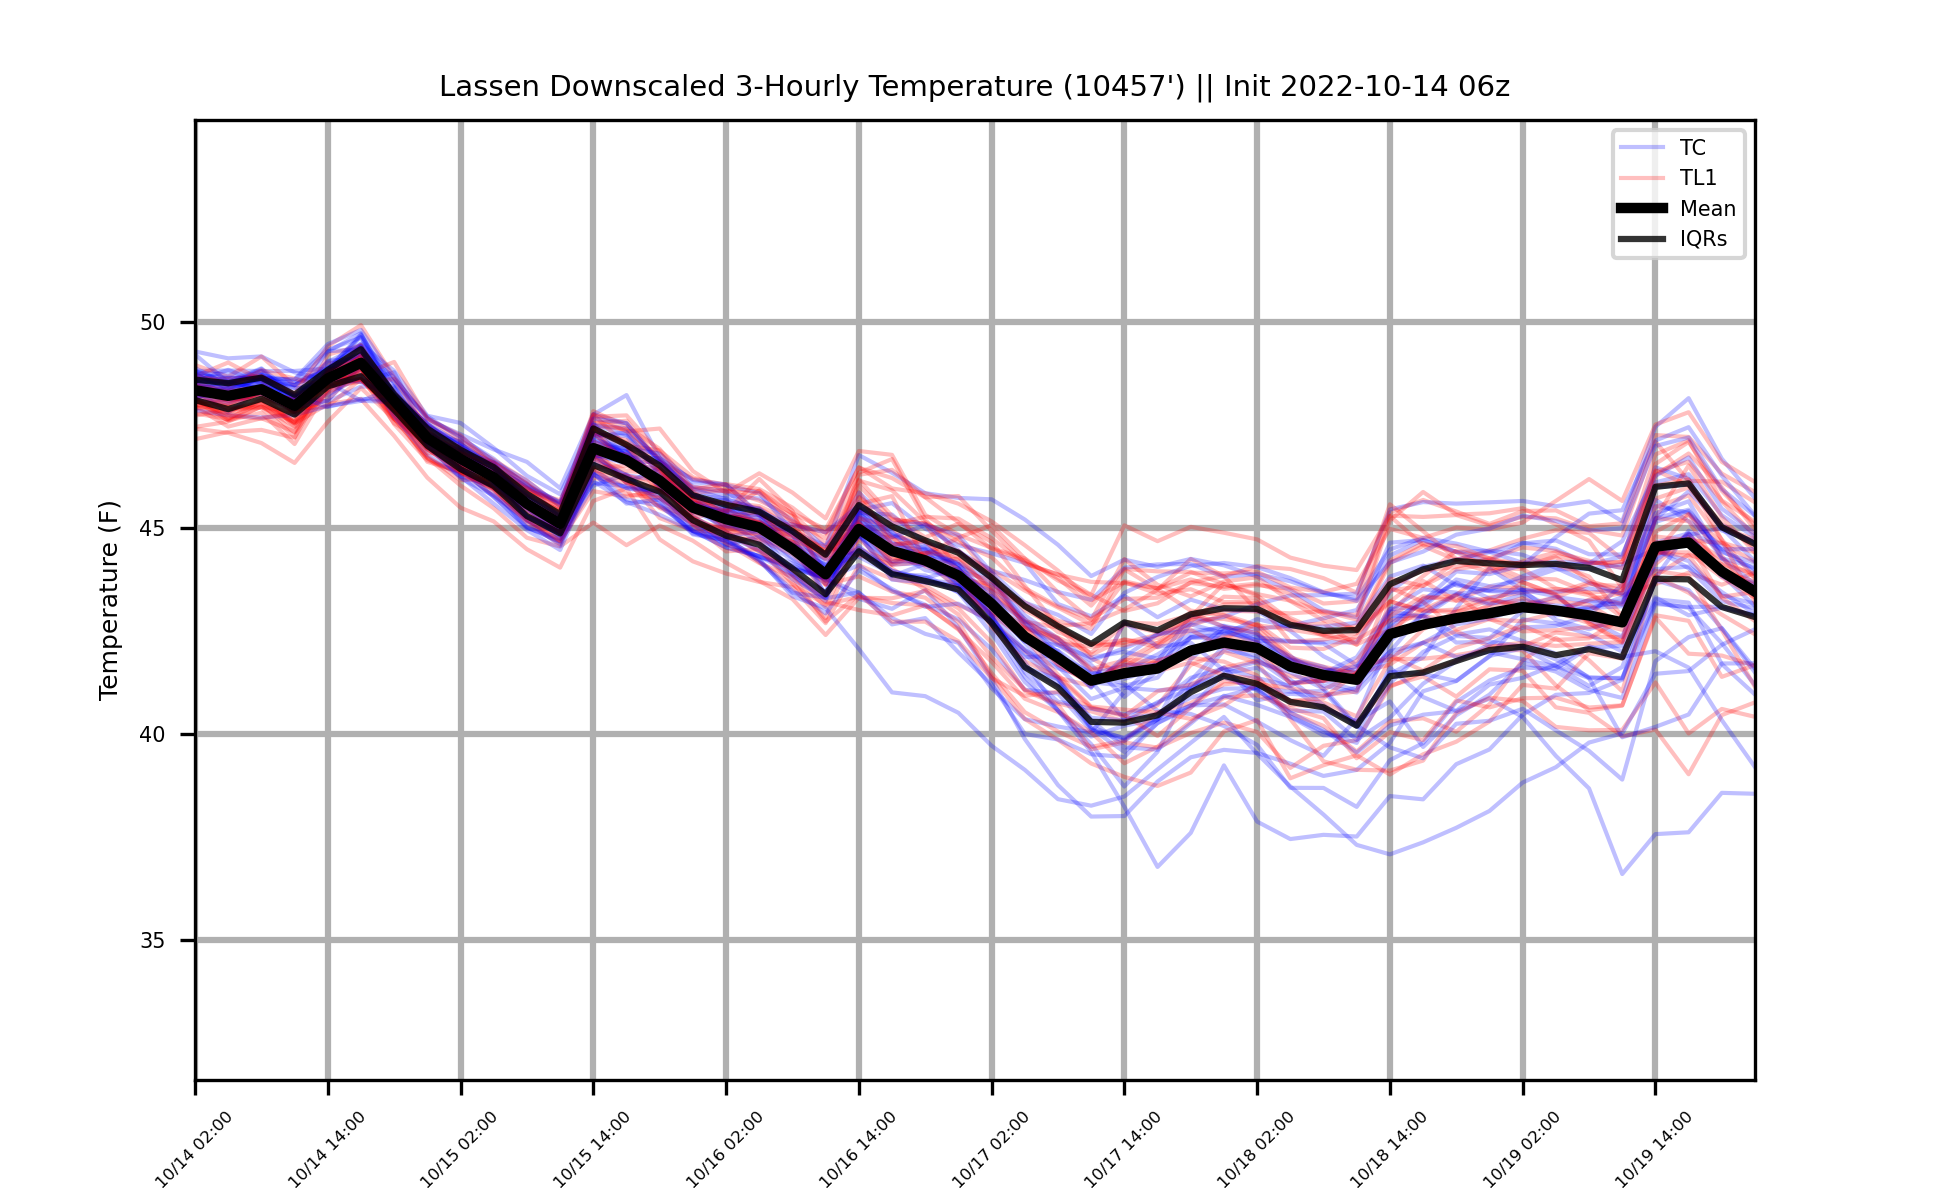 Lassen Downscaled 3-Hourly Temperature (10457') || Init 2022-10-14 06z
TC
TL1
Mean
IQRs
Temperature (F)
50
45
40
35
10/14 02:00
10/14 14:00
10/15 02:00
10/15 14:00
10/16 02:00
10/16 14:00
10/17 02:00
10/17 14:00
10/18 02:00
10/18 14:00
10/19 02:00
10/19 14:00